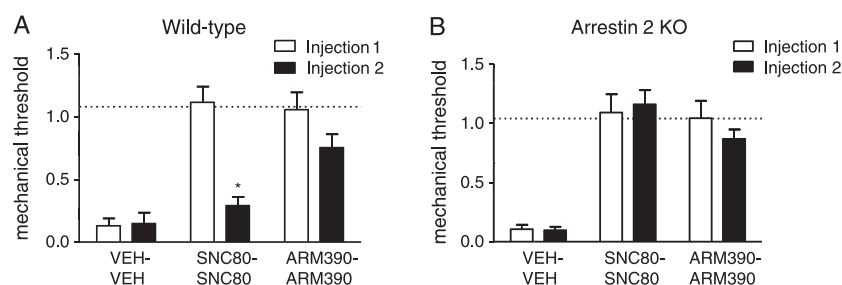 A
Wild-type
Injection 1
Injection 2
mechanical threshold
1.5
1.0
0.5
0.0
*
VEH-
VEH
SNC80-
SNC80
ARM390-
ARM390
B
Arrestin 2 KO
Injection 1
Injection 2
mechanical threshold
1.5
1.0
0.5
0.0
VEH-
VEH
SNC80-
SNC80
ARM390-
ARM390